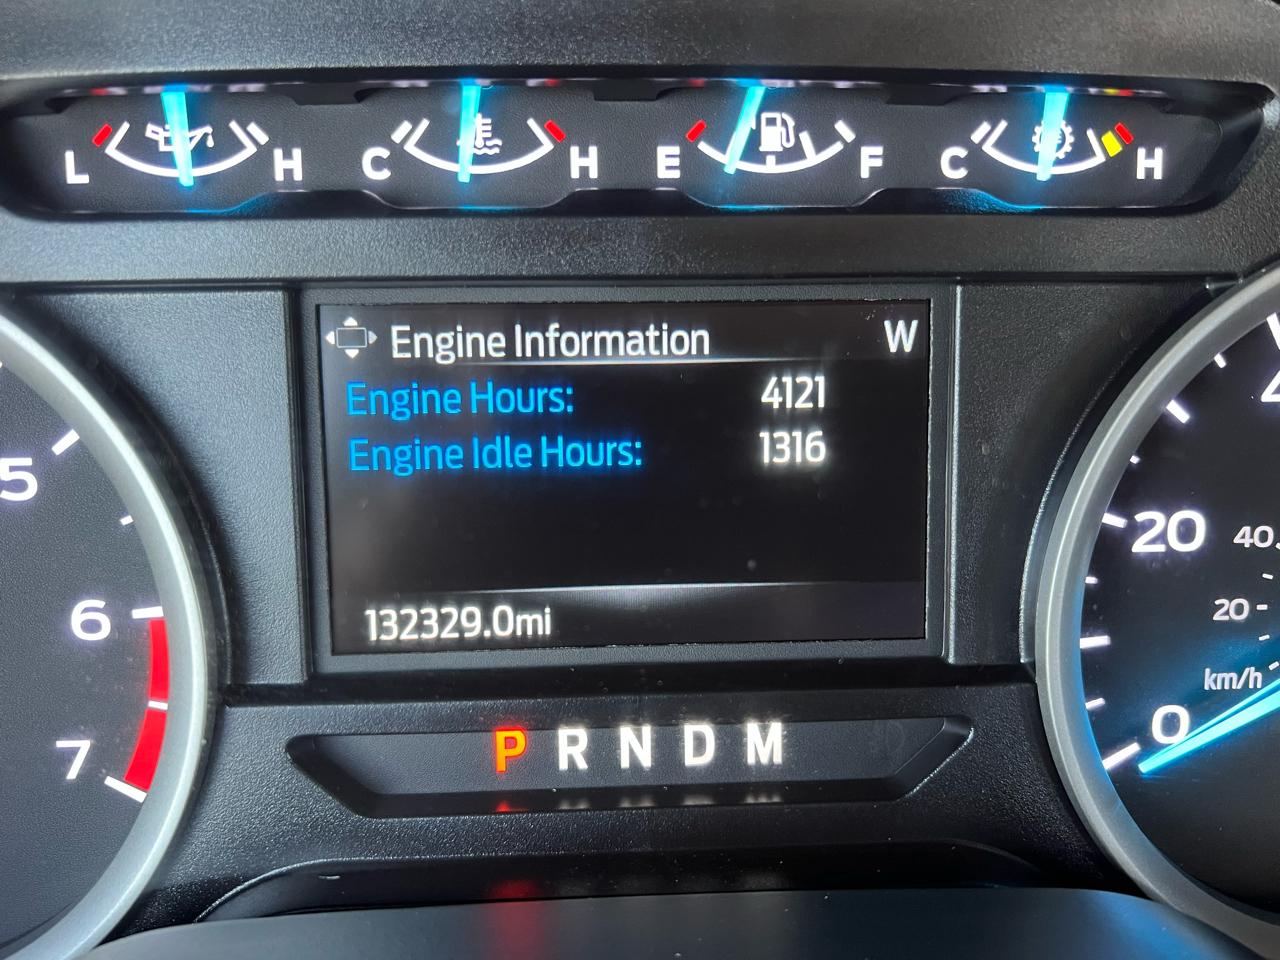 L H C H E F C H
Engine Information W
Engine Hours: 4121
Engine Idle Hours: 1316
132329.0mi
P R N D M
5
6
7
20
0
40
20
km/h